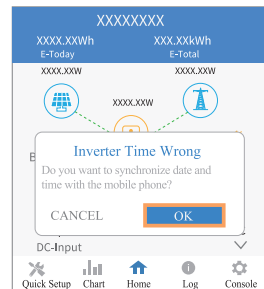 XXXXXXXX
XXXX.XXWh XXX.XXkWh
E-Today E-Total
XXXX.XXW XXXX.XXW
XXXX.XXW
B
Inverter Time Wrong
Do you want to synchronize date and
time with the mobile phone?
CANCEL OK
DC-Input
Quick Setup Chart Home Log Console